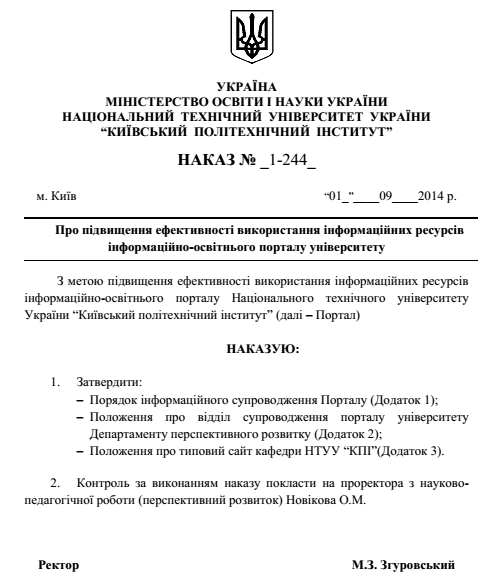 УКРАЇНА
МІНІСТЕРСТВО ОСВІТИ І НАУКИ УКРАЇНИ
НАЦІОНАЛЬНИЙ ТЕХНІЧНИЙ УНІВЕРСИТЕТ УКРАЇНИ
“КИЇВСЬКИЙ ПОЛІТЕХНІЧНИЙ ІНСТИТУТ”
НАКАЗ № _1-244_
м. Київ “01_”____09____2014 р.
Про підвищення ефективності використання інформаційних ресурсів
інформаційно-освітнього порталу університету
З метою підвищення ефективності використання інформаційних ресурсів
інформаційно-освітнього порталу Національного технічного університету
України “Київський політехнічний інститут” (далі – Портал)
НАКАЗУЮ:
1. Затвердити:
– Порядок інформаційного супроводження Порталу (Додаток 1);
– Положення про відділ супроводження порталу університету
Департаменту перспективного розвитку (Додаток 2);
– Положення про типовий сайт кафедри НТУУ “КПІ”(Додаток 3).
2. Контроль за виконанням наказу покласти на проректора з науково-
педагогічної роботи (перспективний розвиток) Новікова О.М.
Ректор М.З. Згуровський